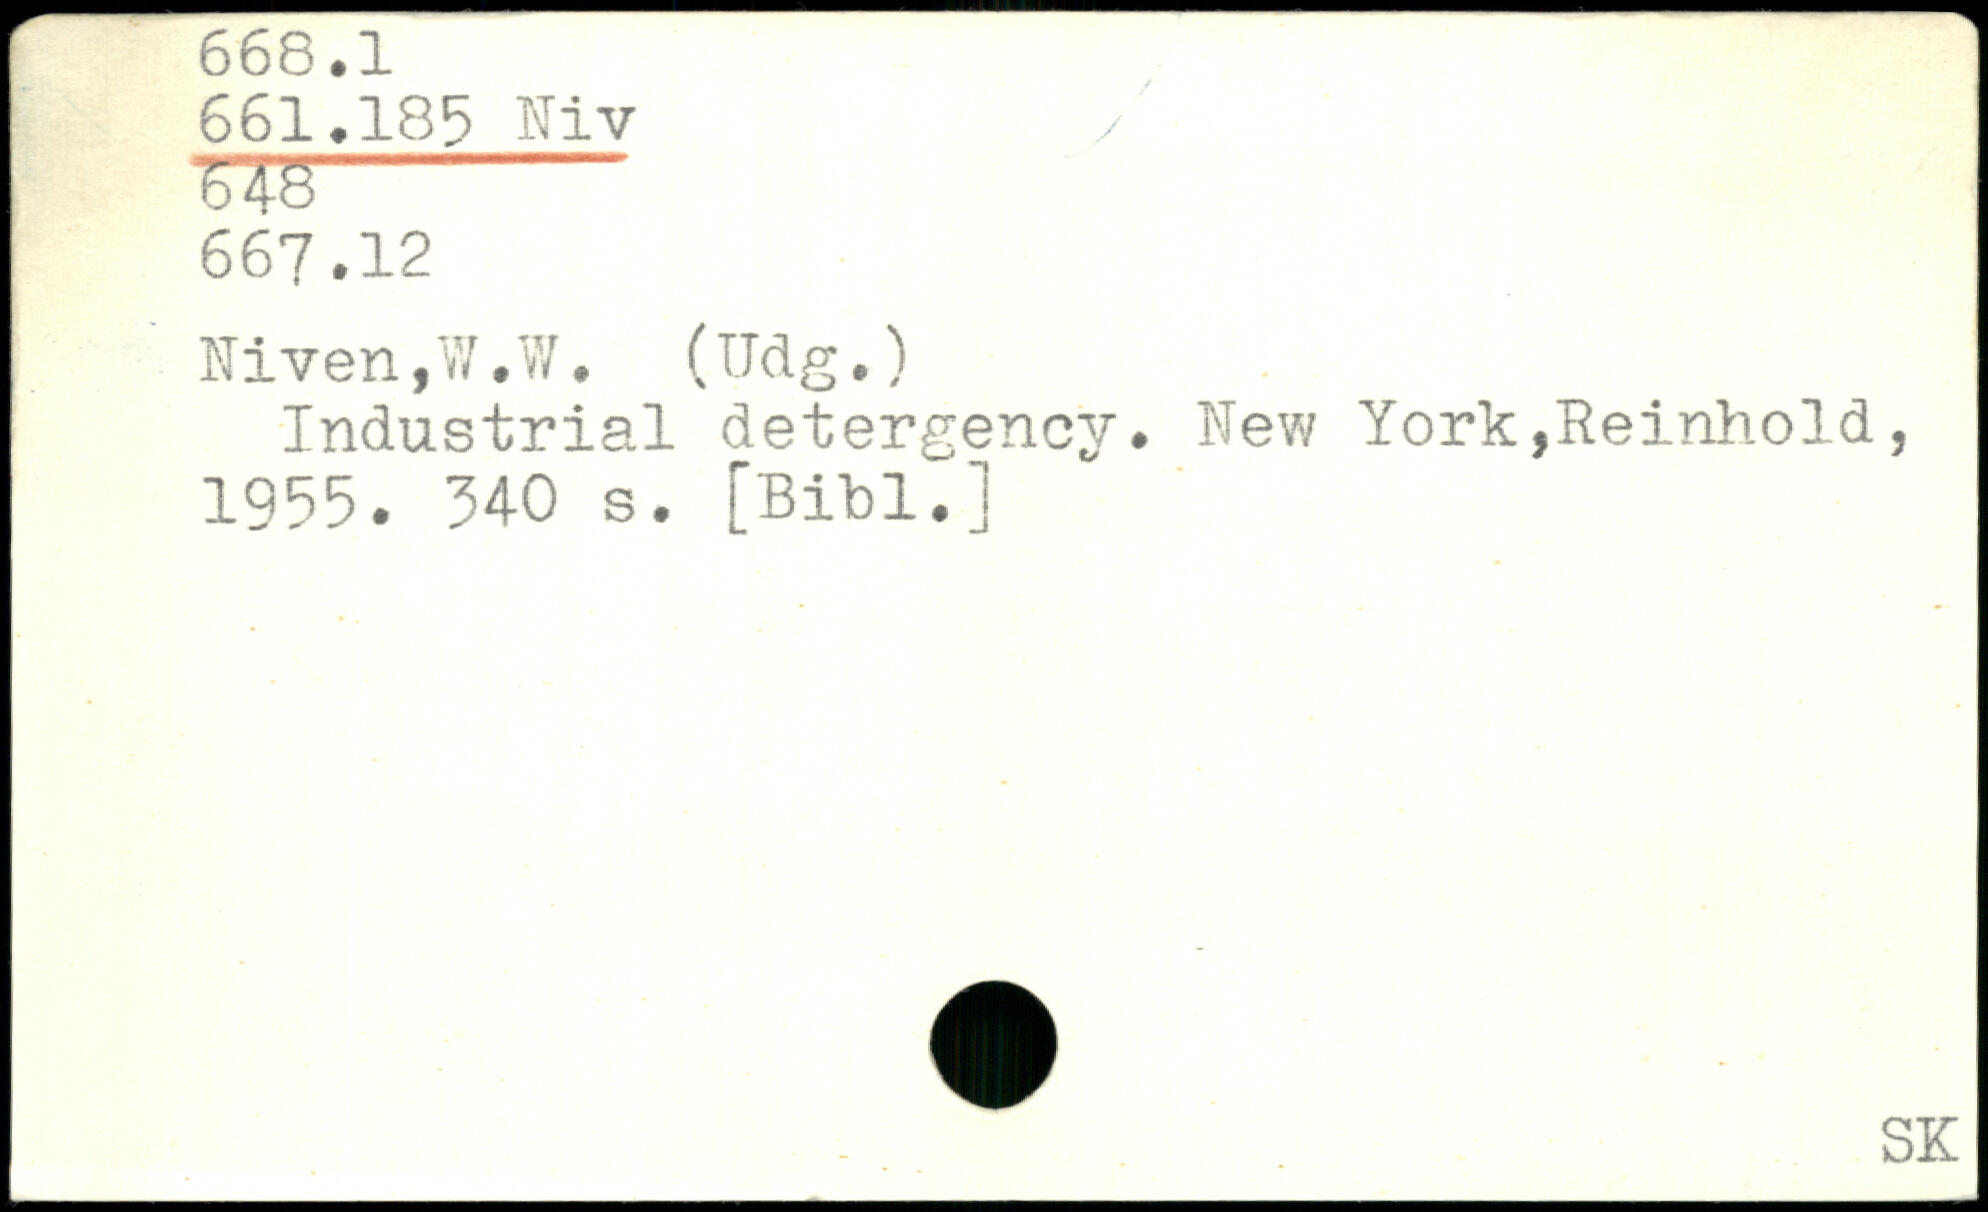 668.1
661.185 Niv
648
667.12
Niven,W.W. (Udg.)
Industrial detergency. New York,Reinhold,
1955. 340 s. [Bibl.]
SK